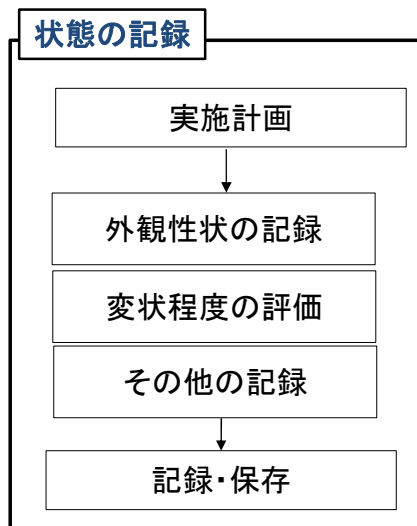 状態の記録
実施計画
外観性状の記録
変状程度の評価
その他の記録
記録・保存